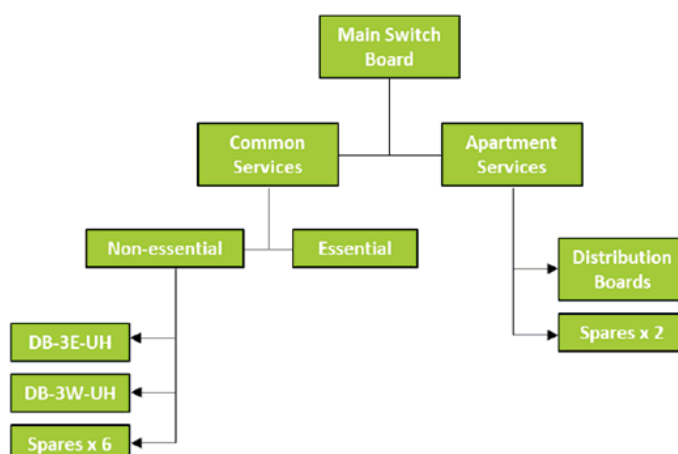 Main Switch
Board
Common
Services
Apartment
Services
Non-essential
Essential
Distribution
Boards
DB-3E-UH
Spares x 2
DB-3W-UH
Spares x 6